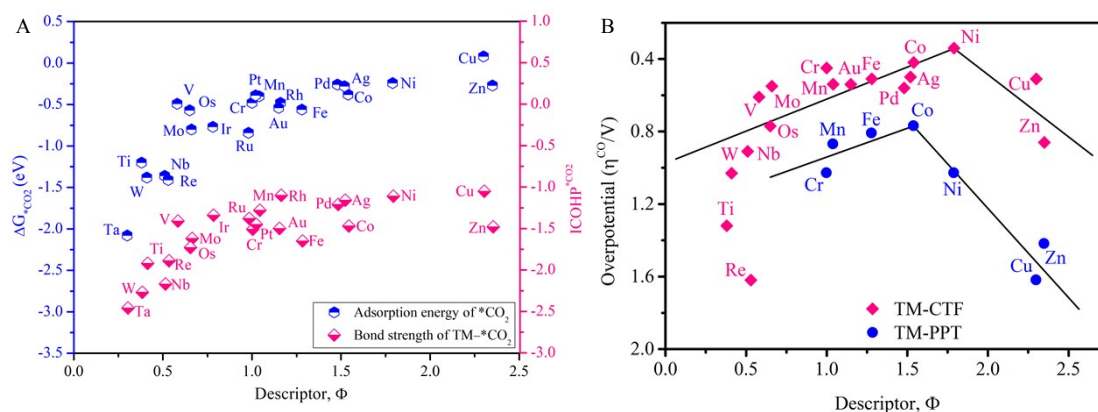 A
0.5
0.0
-0.5
-1.0
-1.5
-2.0
-2.5
-3.0
-3.5
ΔG*CO2 (eV)
1.0
0.5
0.0
-0.5
-1.0
-1.5
-2.0
-2.5
-3.0
ICOHP*CO2
0.0 0.5 1.0 1.5 2.0 2.5
Descriptor, Φ
Cu
Zn
Ni
Ag
Pd
Co
Pt
Mn
Rh
Cr
Au
Fe
V
Os
Mo
Ir
Ru
Ti
W
Nb
Re
Ta
Cu
Zn
Ni
Ag
Pd
Co
Mn
Rh
Ru
Pt
Cr
Au
Fe
V
Ir
Mo
Os
Ti
Re
W
Nb
Ta
Adsorption energy of *CO2
Bond strength of TM–*CO2
B
0.4
0.8
1.2
1.6
2.0
Overpotential (ηCO/V)
0.0 0.5 1.0 1.5 2.0 2.5
Descriptor, Φ
Ni
Co
Fe
Au
Cr
Mn
Ag
Pd
Cu
Zn
V
Mo
Os
Nb
W
Ti
Re
Co
Fe
Mn
Cr
Ni
Zn
Cu
TM-CTF
TM-PPT